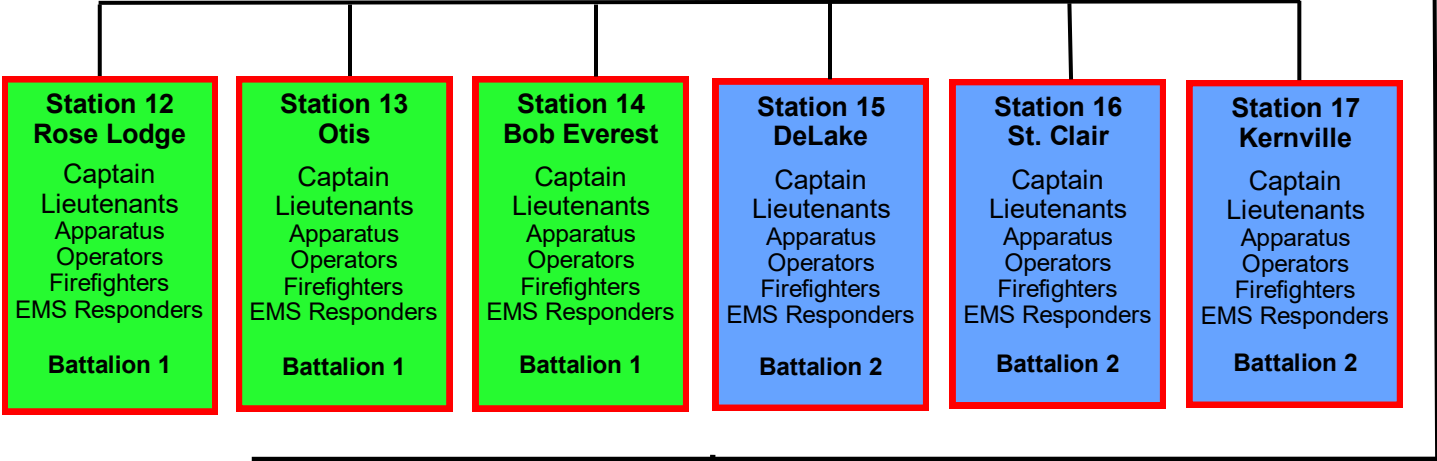 Station 12
Rose Lodge
Captain
Lieutenants
Apparatus
Operators
Firefighters
EMS Responders
Battalion 1
Station 13
Otis
Captain
Lieutenants
Apparatus
Operators
Firefighters
EMS Responders
Battalion 1
Station 14
Bob Everest
Captain
Lieutenants
Apparatus
Operators
Firefighters
EMS Responders
Battalion 1
Station 15
DeLake
Captain
Lieutenants
Apparatus
Operators
Firefighters
EMS Responders
Battalion 2
Station 16
St. Clair
Captain
Lieutenants
Apparatus
Operators
Firefighters
EMS Responders
Battalion 2
Station 17
Kernville
Captain
Lieutenants
Apparatus
Operators
Firefighters
EMS Responders
Battalion 2